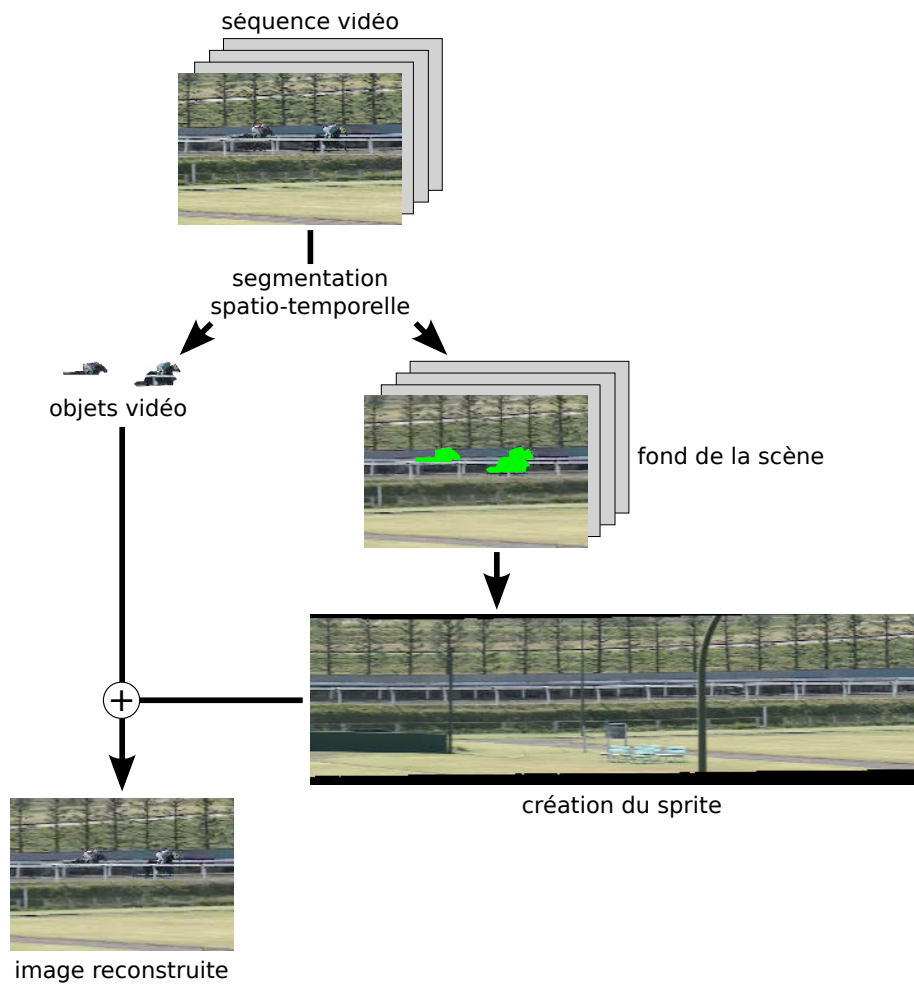 séquence vidéo
segmentation
spatio-temporelle
objets vidéo
fond de la scène
création du sprite
image reconstruite